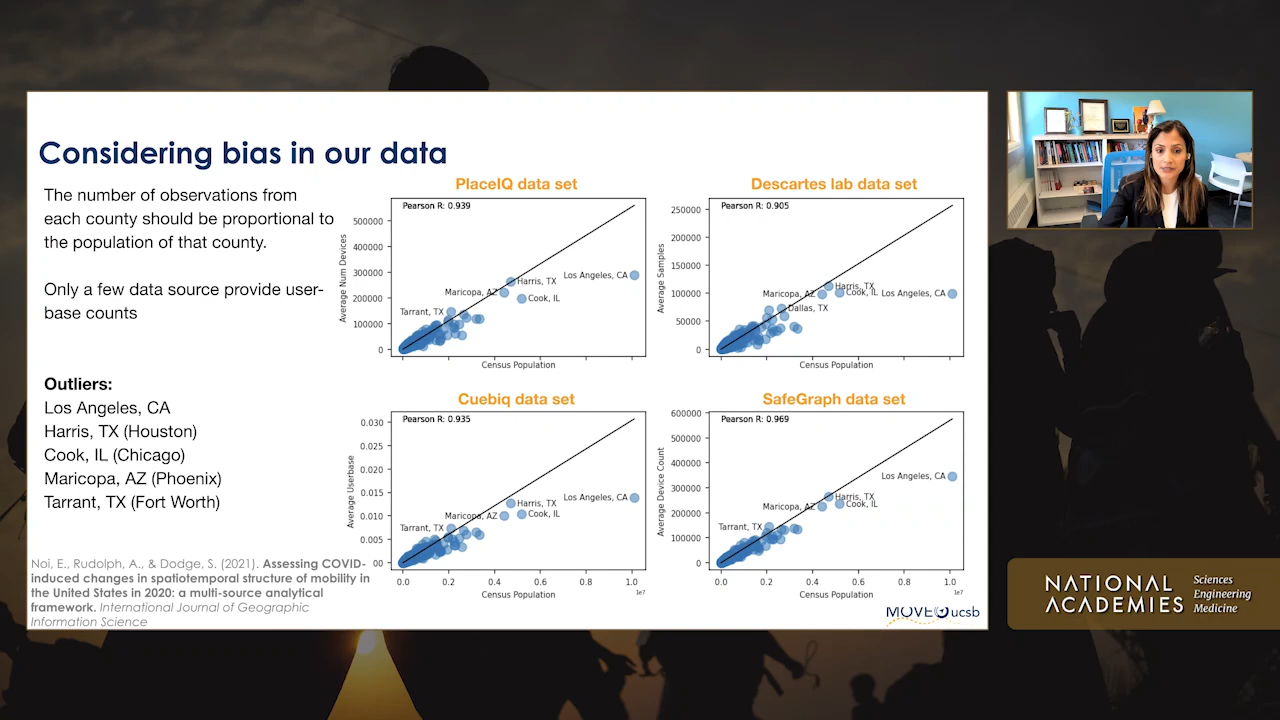 Considering bias in our data
The number of observations from
each county should be proportional to
the population of that county.
Only a few data source provide user-
base counts
Outliers:
Los Angeles, CA
Harris, TX (Houston)
Cook, IL (Chicago)
Maricopa, AZ (Phoenix)
Tarrant, TX (Fort Worth)
Noi, E., Rudolph, A., & Dodge, S. (2021). Assessing COVID-
induced changes in spatiotemporal structure of mobility in
the United States in 2020: a multi-source analytical
framework. International Journal of Geographic
Information Science
PlaceIQ data set
Pearson R: 0.939
Average Num Devices
500000
400000
300000
200000
100000
0
Los Angeles, CA
Harris, TX
Maricopa, AZ
Cook, IL
Tarrant, TX
Census Population
Descartes lab data set
Pearson R: 0.905
Average Samples
250000
200000
150000
100000
50000
0
Harris, TX
Maricopa, AZ
Cook, IL
Los Angeles, CA
Dallas, TX
Census Population
Cuebiq data set
Pearson R: 0.935
Average Userbase
0.030
0.025
0.020
0.015
0.010
0.005
00
Los Angeles, CA
Harris, TX
Maricopa, AZ
Cook, IL
Tarrant, TX
0.0 0.2 0.4 0.6 0.8 1.0
1e7
Census Population
SafeGraph data set
Pearson R: 0.969
Average Device Count
600000
500000
400000
300000
200000
100000
0
Los Angeles, CA
Harris, TX
Maricopa, AZ
Cook, IL
Tarrant, TX
0.0 0.2 0.4 0.6 0.8 1.0
1e7
Census Population
MOVE ucsb
NATIONAL
ACADEMIES
Sciences
Engineering
Medicine